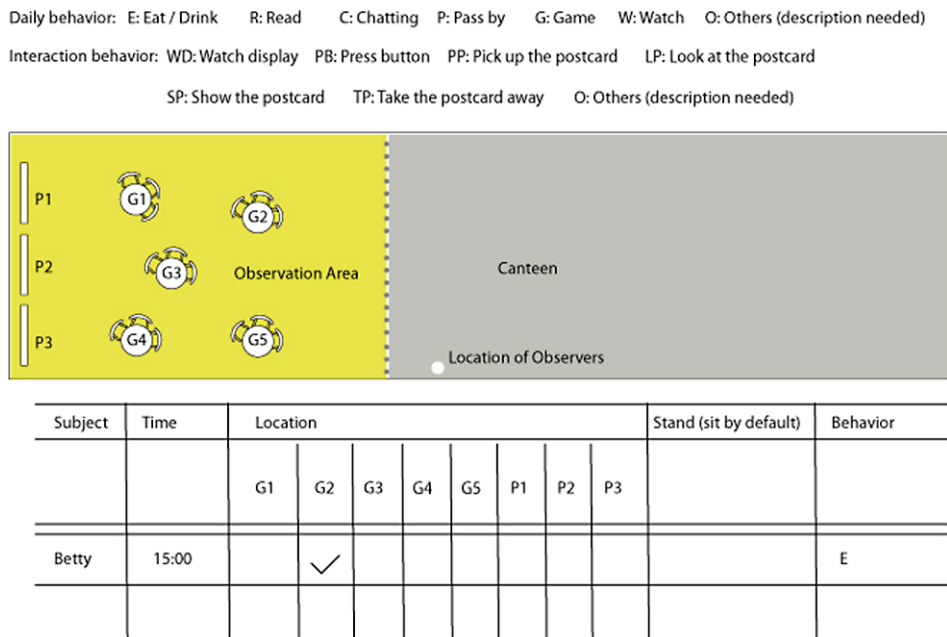 Daily behavior: E: Eat / Drink R: Read C: Chatting P: Pass by G: Game W: Watch O: Others (description needed)
Interaction behavior: WD: Watch display PB: Press button PP: Pick up the postcard LP: Look at the postcard
SP: Show the postcard TP: Take the postcard away O: Others (description needed)
P1 G1
G2
P2 G3 Observation Area Canteen
P3 G4 G5
Location of Observers
Subject Time Location Stand (sit by default) Behavior
G1 G2 G3 G4 G5 P1 P2 P3
Betty 15:00 E